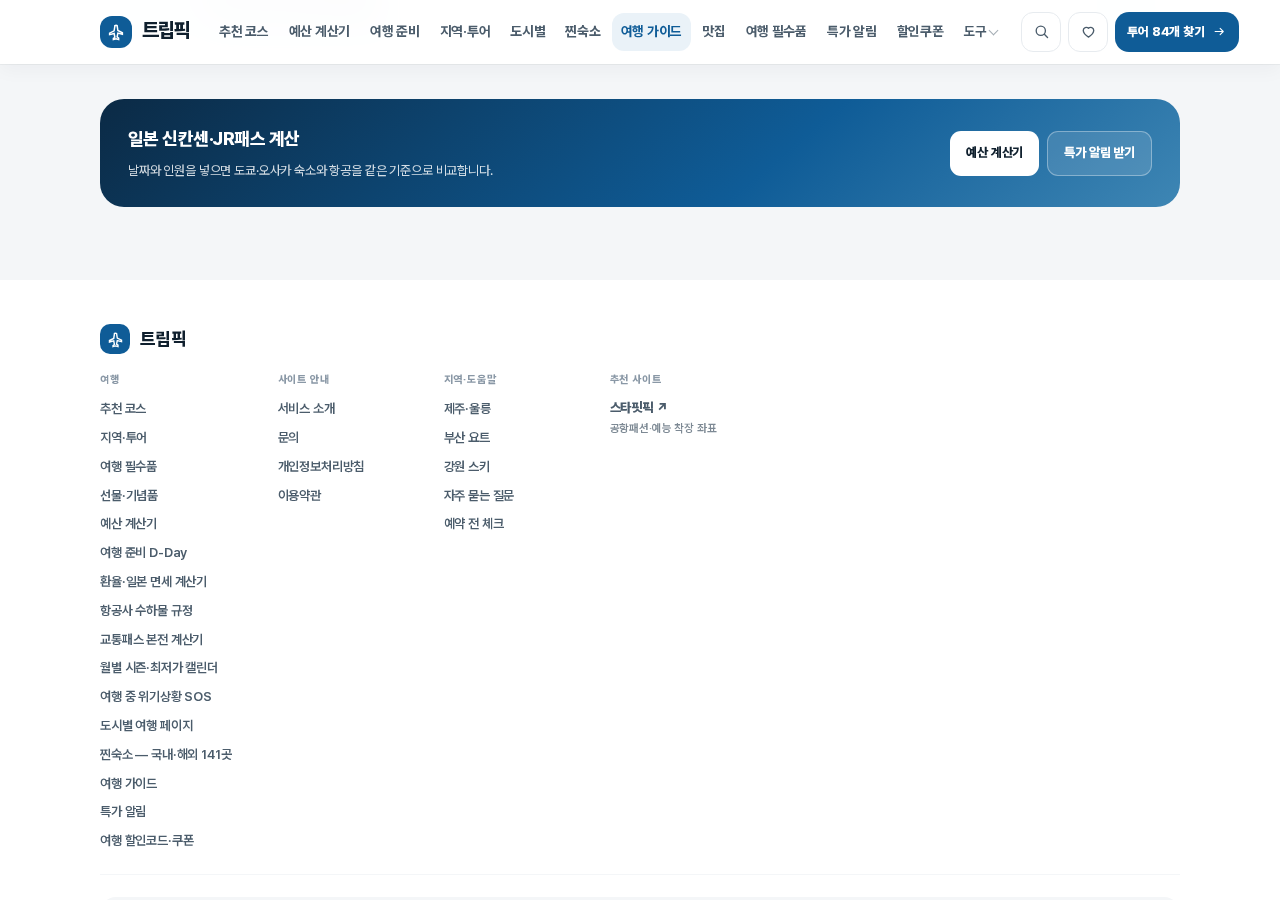 트립픽
추천 코스
예산 계산기
여행 준비
지역·투어
도시별
찐숙소
여행 가이드
맛집
여행 필수품
특가 알림
할인쿠폰
도구
투어 84개 찾기 →
일본 신칸센·JR패스 계산
날짜와 인원을 넣으면 도쿄·오사카 숙소와 항공을 같은 기준으로 비교합니다.
예산 계산기
특가 알림 받기
트립픽
여행
추천 코스
지역·투어
여행 필수품
선물·기념품
예산 계산기
여행 준비 D-Day
환율·일본 면세 계산기
항공사 수하물 규정
교통패스 본전 계산기
월별 시즌·최저가 캘린더
여행 중 위기상황 SOS
도시별 여행 페이지
찐숙소 — 국내·해외 141곳
여행 가이드
특가 알림
여행 할인코드·쿠폰
사이트 안내
서비스 소개
문의
개인정보처리방침
이용약관
지역·도움말
제주·울릉
부산 요트
강원 스키
자주 묻는 질문
예약 전 체크
추천 사이트
스타핏픽 ↗
공항패션·예능 착장 좌표